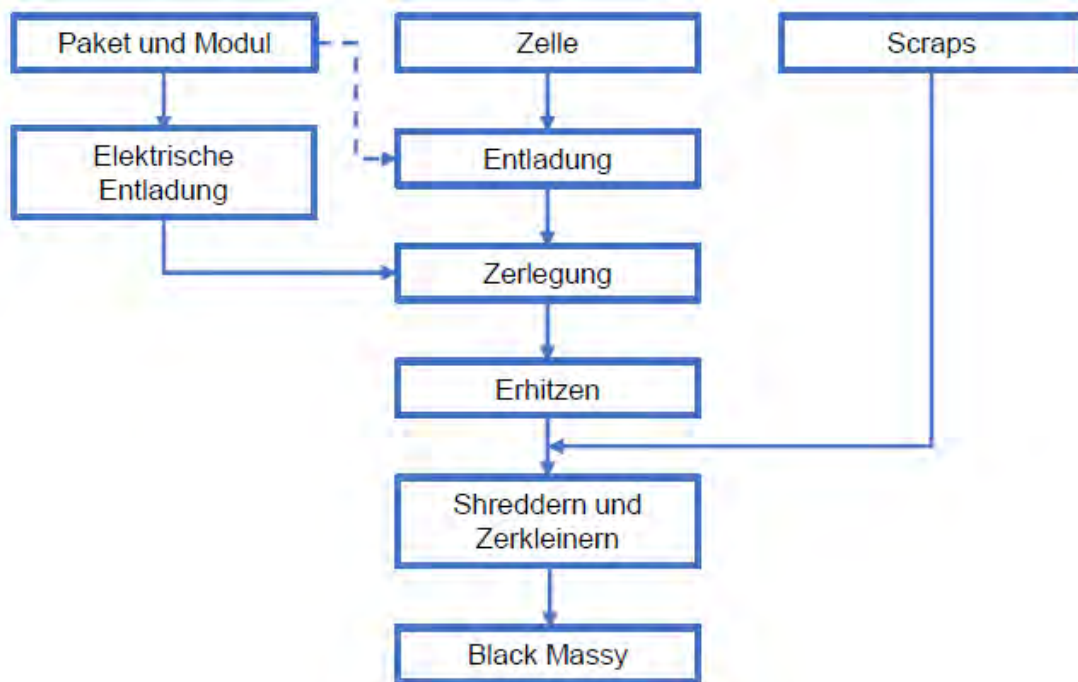 Paket und Modul
Zelle
Scraps
Elektrische
Entladung
Entladung
Zerlegung
Erhitzen
Shreddern und
Zerkleinern
Black Massy